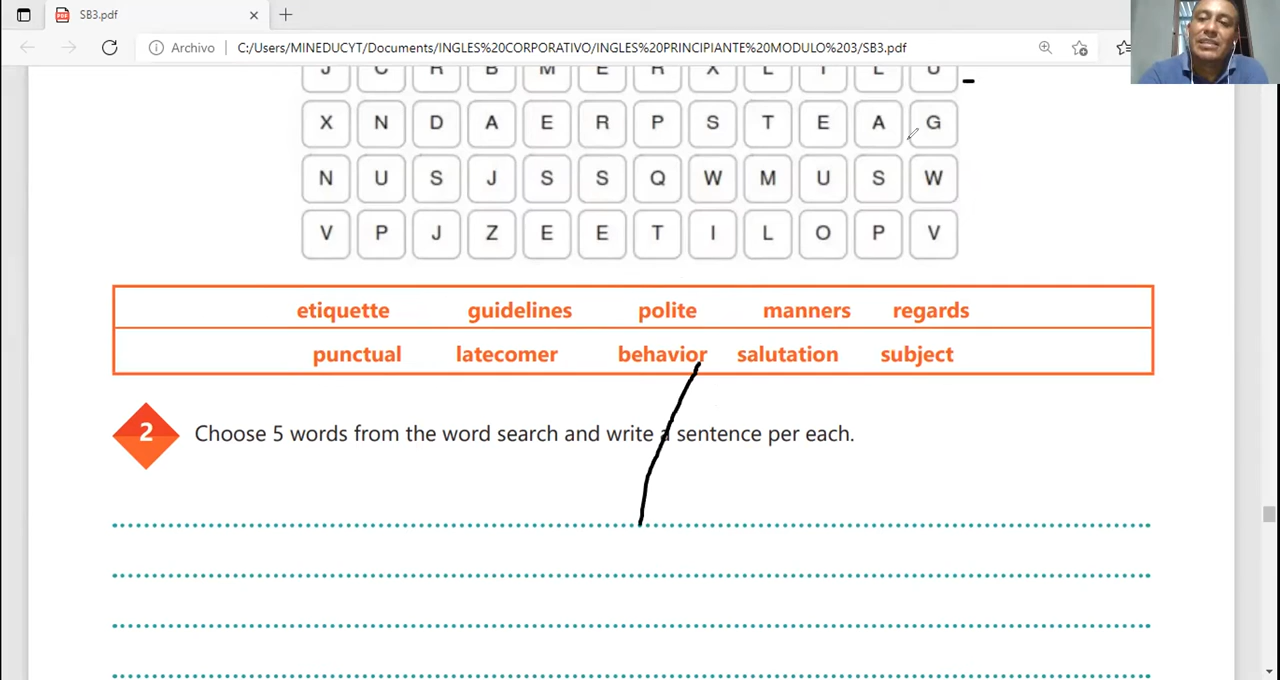 SB3.pdf
Archivo C:/Users/MINEDUCYT/Documents/INGLES%20CORPORATIVO/INGLES%20PRINCIPIANTE%20MODULO%203/SB3.pdf
J C R B M E R X L I L U
X N D A E R P S T E A G
N U S J S S Q W M U S W
V P J Z E E T I L O P V
etiquette guidelines polite manners regards
punctual latecomer behavior salutation subject
2 Choose 5 words from the word search and write a sentence per each.